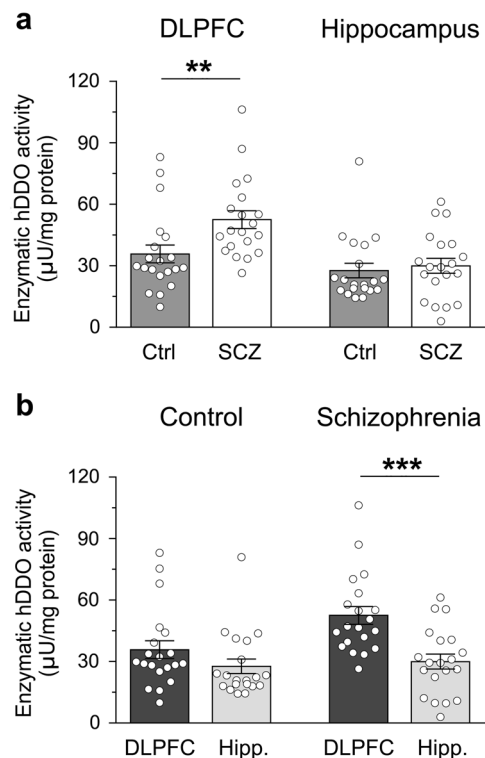 a
DLPFC Hippocampus
**
Enzymatic hDDO activity
(µU/mg protein)
120
90
60
30
0
Ctrl SCZ Ctrl SCZ
b
Control Schizophrenia
***
Enzymatic hDDO activity
(µU/mg protein)
120
90
60
30
0
DLPFC Hipp. DLPFC Hipp.